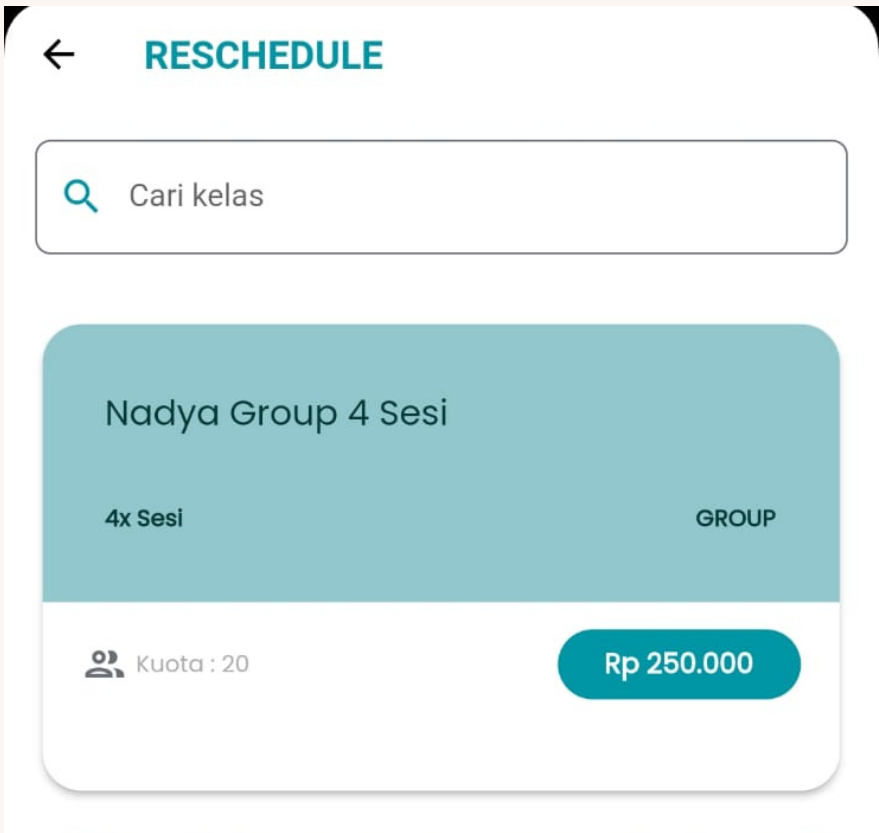 RESCHEDULE
Cari kelas
Nadya Group 4 Sesi
4x Sesi
GROUP
Kuota : 20
Rp 250.000